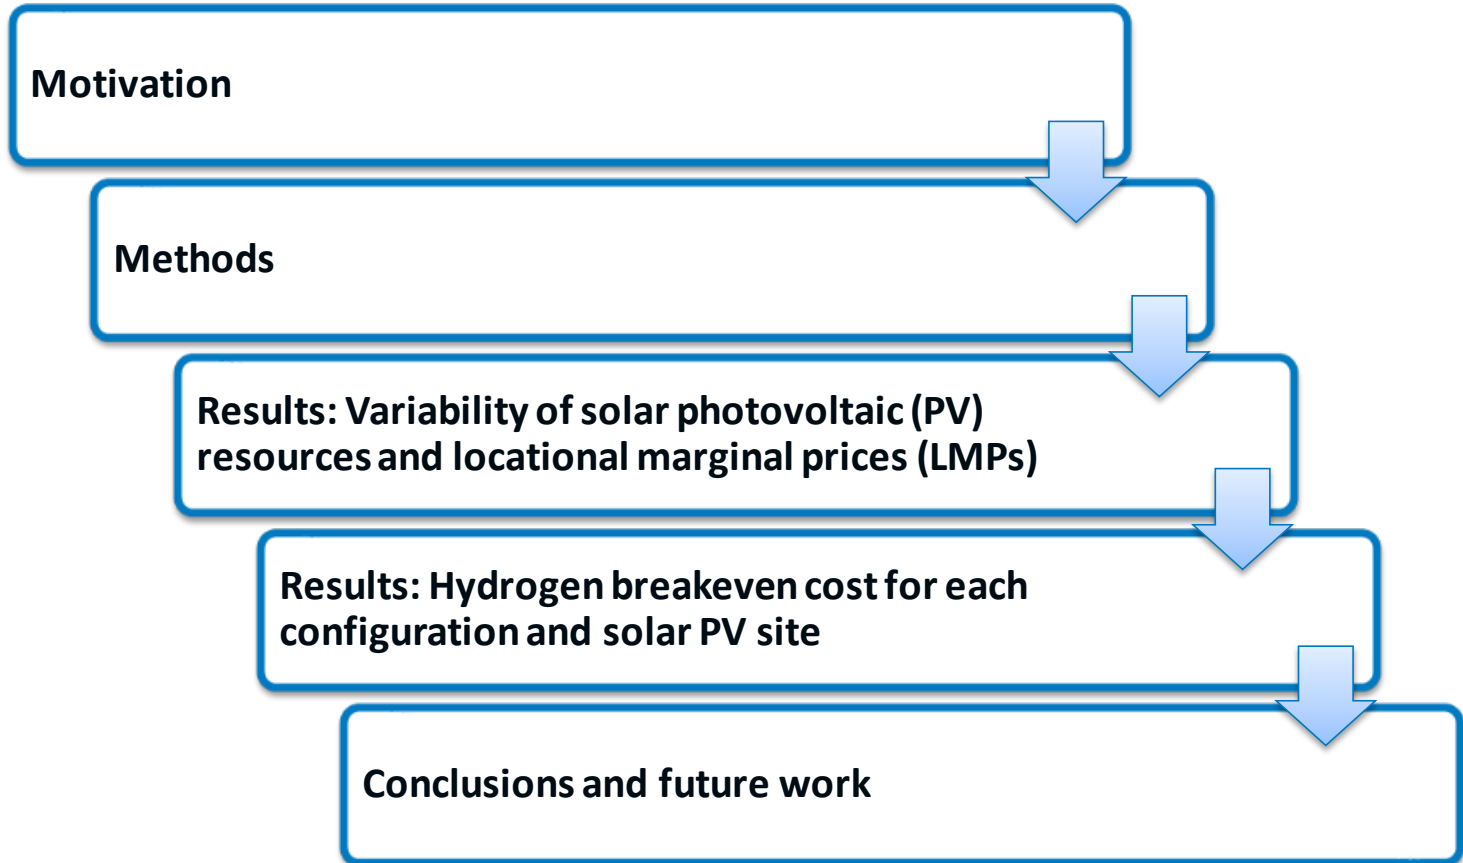 Motivation
Methods
Results: Variability of solar photovoltaic (PV)
resources and locational marginal prices (LMPs)
Results: Hydrogen breakeven cost for each
configuration and solar PV site
Conclusions and future work